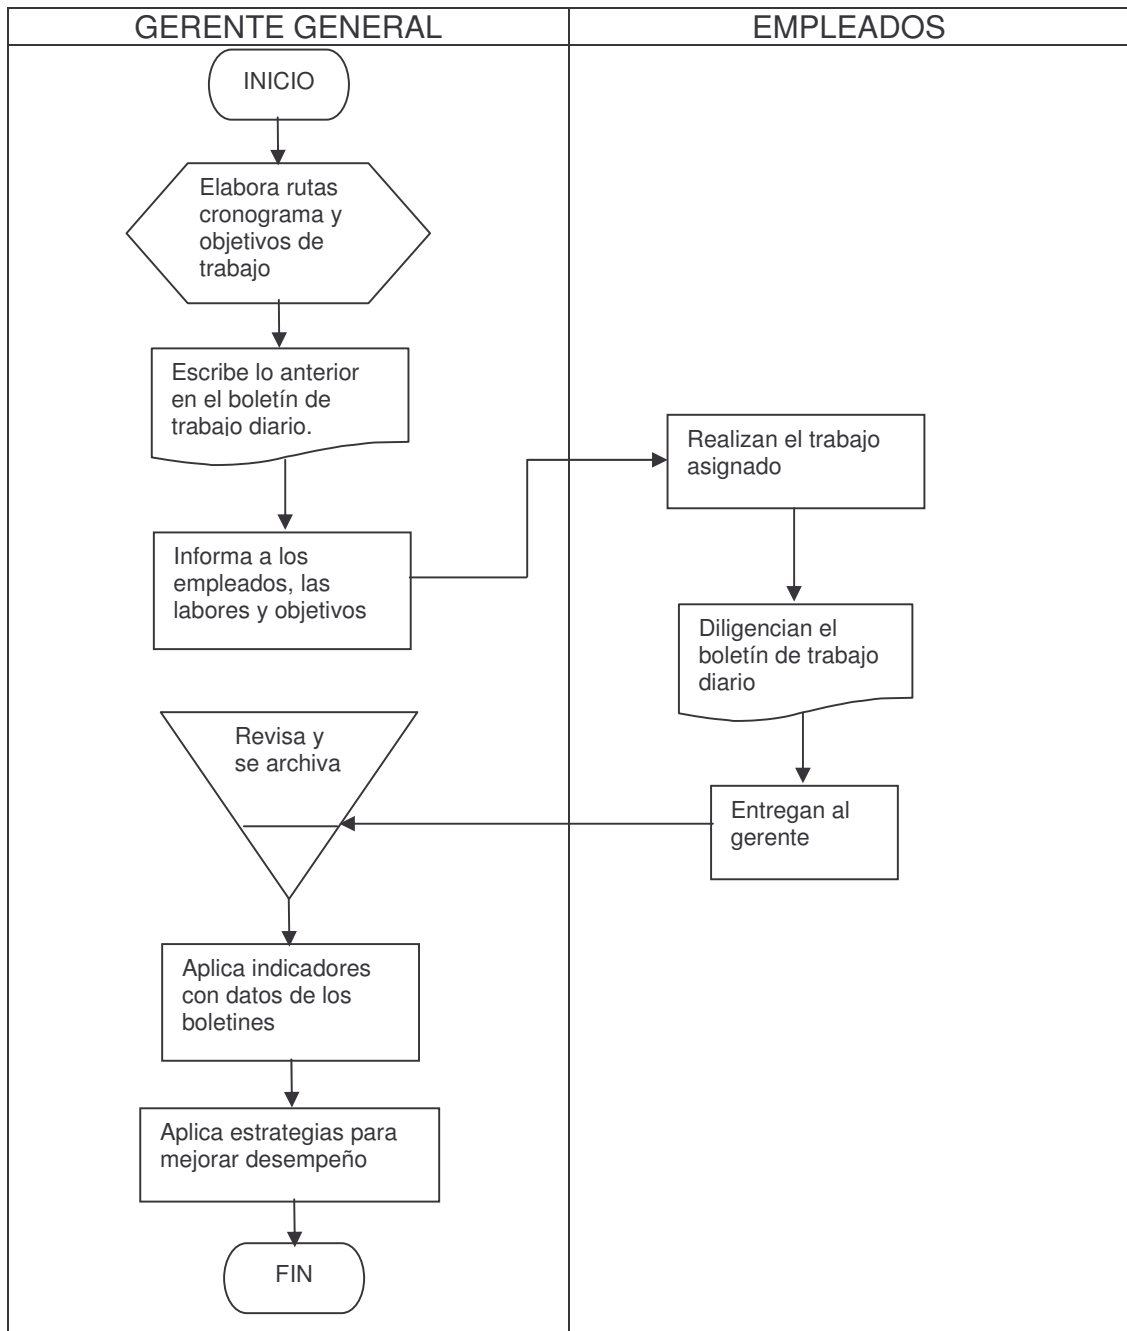 GERENTE GENERAL
EMPLEADOS
INICIO
Elabora rutas
cronograma y
objetivos de
trabajo
Escribe lo anterior
en el boletín de
trabajo diario.
Informa a los
empleados, las
labores y objetivos
Realizan el trabajo
asignado
Diligencian el
boletín de trabajo
diario
Entregan al
gerente
Revisa y
se archiva
Aplica indicadores
con datos de los
boletines
Aplica estrategias para
mejorar desempeño
FIN